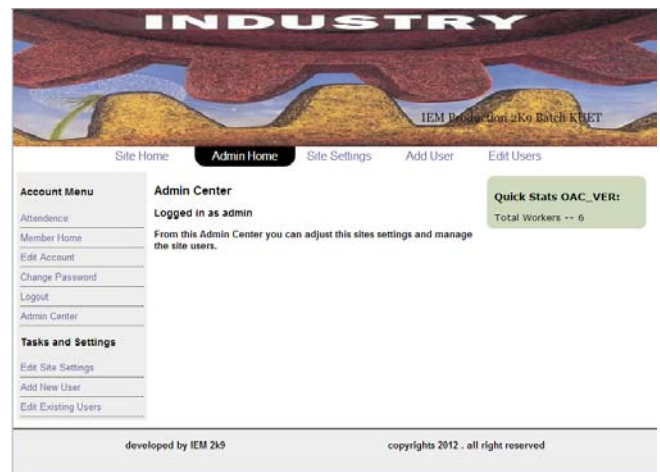 INDUSTRY
IEM Production 2K9 Batch KUET
Site Home Admin Home Site Settings Add User Edit Users
Account Menu
Attendence
Member Home
Edit Account
Change Password
Logout
Admin Center
Tasks and Settings
Edit Site Settings
Add New User
Edit Existing Users
Admin Center
Logged in as admin
From this Admin Center you can adjust this sites settings and manage
the site users.
Quick Stats OAC_VER:
Total Workers -- 6
developed by IEM 2k9
copyrights 2012 . all right reserved